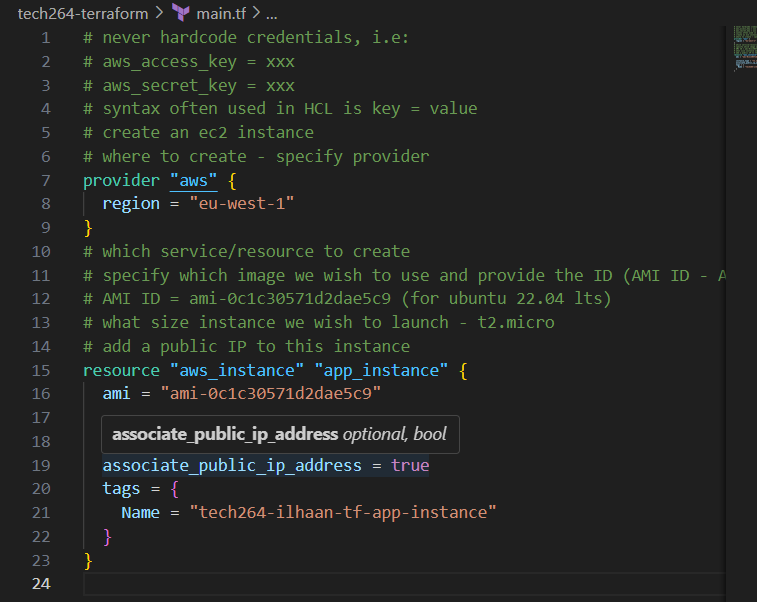 tech264-terraform > main.tf > ...
1 # never hardcode credentials, i.e:
2 # aws_access_key = xxx
3 # aws_secret_key = xxx
4 # syntax often used in HCL is key = value
5 # create an ec2 instance
6 # where to create - specify provider
7 provider "aws" {
8 region = "eu-west-1"
9 }
10 # which service/resource to create
11 # specify which image we wish to use and provide the ID (AMI ID - A
12 # AMI ID = ami-0c1c30571d2dae5c9 (for ubuntu 22.04 lts)
13 # what size instance we wish to launch - t2.micro
14 # add a public IP to this instance
15 resource "aws_instance" "app_instance" {
16 ami = "ami-0c1c30571d2dae5c9"
17
associate_public_ip_address optional, bool
18
19 associate_public_ip_address = true
20 tags = {
21 Name = "tech264-ilhaan-tf-app-instance"
22 }
23 }
24